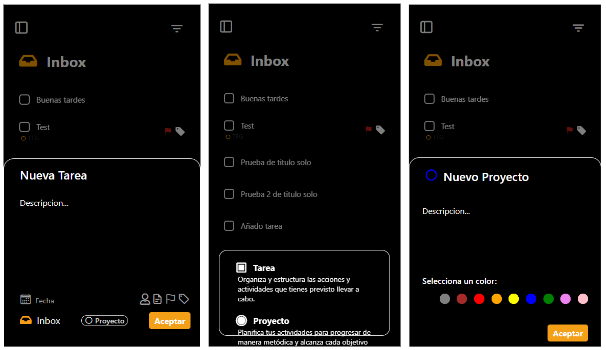 Inbox
Buenas tardes
Test
Nueva Tarea
Descripcion...
Fecha
Inbox
Proyecto
Aceptar
Inbox
Buenas tardes
Test
Prueba de titulo solo
Prueba 2 de titulo solo
Añado tarea
Tarea
Organiza y estructura las acciones y
actividades que tienes previsto llevar a
cabo.
Proyecto
Planifica tus actividades para progresar de
manera metódica y alcanza cada objetivo
Inbox
Buenas tardes
Test
Nuevo Proyecto
Descripcion...
Selecciona un color:
Aceptar